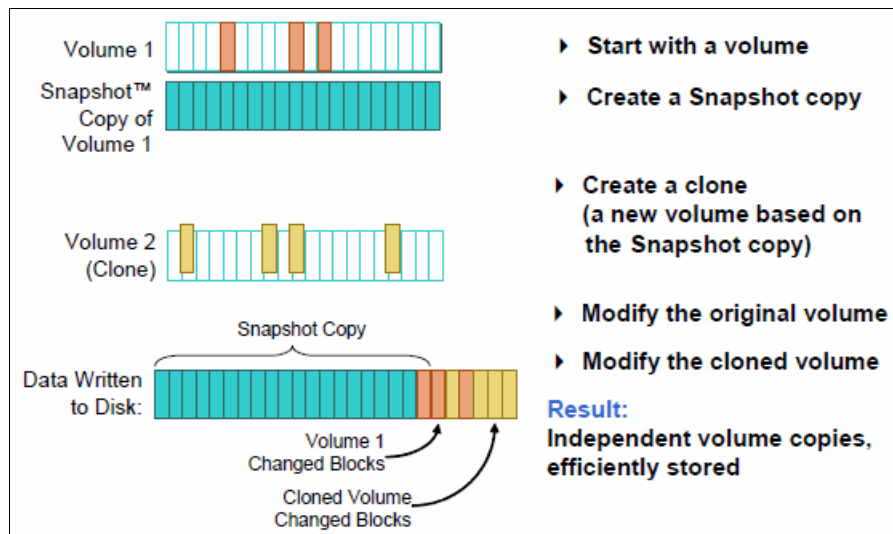 Volume 1
Snapshot™
Copy of
Volume 1
Volume 2
(Clone)
Snapshot Copy
Data Written
to Disk:
Volume 1
Changed Blocks
Cloned Volume
Changed Blocks
Start with a volume
Create a Snapshot copy
Create a clone
(a new volume based on
the Snapshot copy)
Modify the original volume
Modify the cloned volume
Result:
Independent volume copies,
efficiently stored